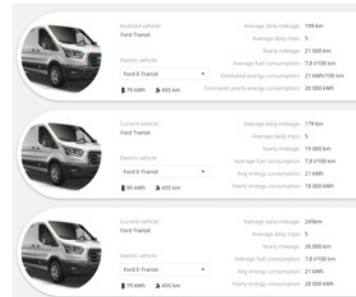 Analized vehicle:
Ford Transit
Electric vehicle
Ford E-Transit
79 kWh 455 km
Average daily mileage: 199 km
Average daily trips: 5
Yearly mileage: 21 000 km
Average fuel consumption: 7,8 l/100 km
Estimated energy consumption: 21 kWh/100 km
Estimated yearly energy consumption: 20 000 kWh
Current vehicle:
Ford Transit
Electric vehicle
Ford E-Transit
95 kWh 455 km
Average daily mileage: 179 km
Average daily trips: 5
Yearly mileage: 19 000 km
Average fuel consumption: 7,8 l/100 km
Avg energy consumption: 21 kWh
Yearly energy consumption: 18 000 kWh
Current vehicle:
Ford Transit
Electric vehicle
Ford E-Transit
79 kWh 455 km
Average daily mileage: 245km
Average daily trips: 5
Yearly mileage: 26 000 km
Average fuel consumption: 7,8 l/100 km
Avg energy consumption: 21 kWh
Yearly energy consumption: 28 000 kWh